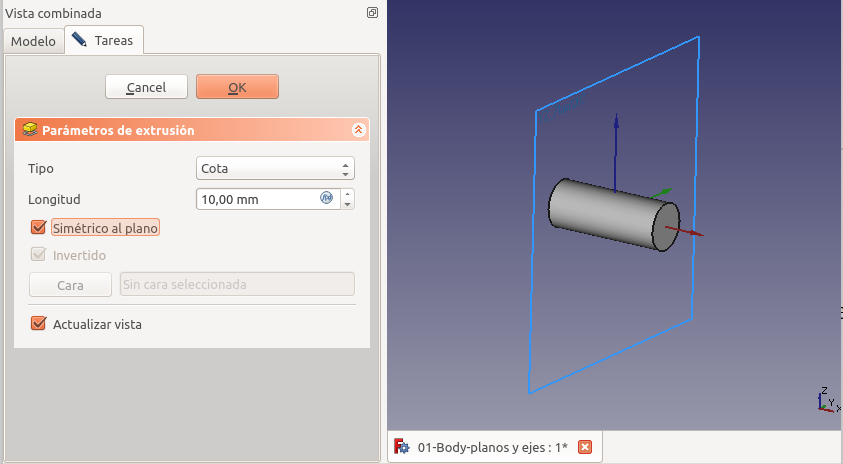 Vista combinada
Modelo
Tareas
Cancel
OK
Parámetros de extrusión
Tipo
Cota
Longitud
10,00 mm
Simétrico al plano
Invertido
Cara
Sin cara seleccionada
Actualizar vista
Z
Y
X
01-Body-planos y ejes : 1*